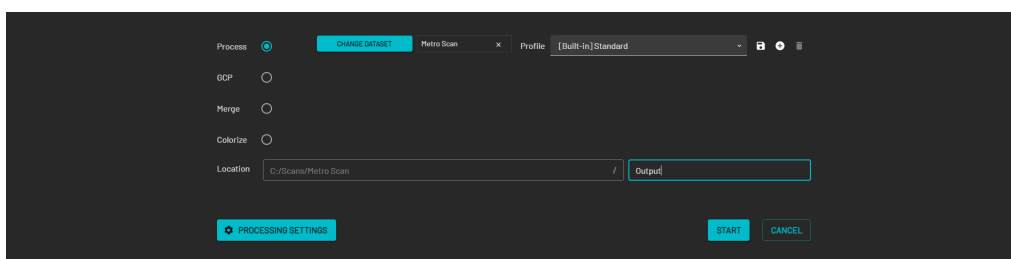 Process CHANGE DATASET Metro Scan x Profile [Built-in] Standard
GCP
Merge
Colorize
Location C:/Scans/Metro Scan / Output
PROCESSING SETTINGS START CANCEL